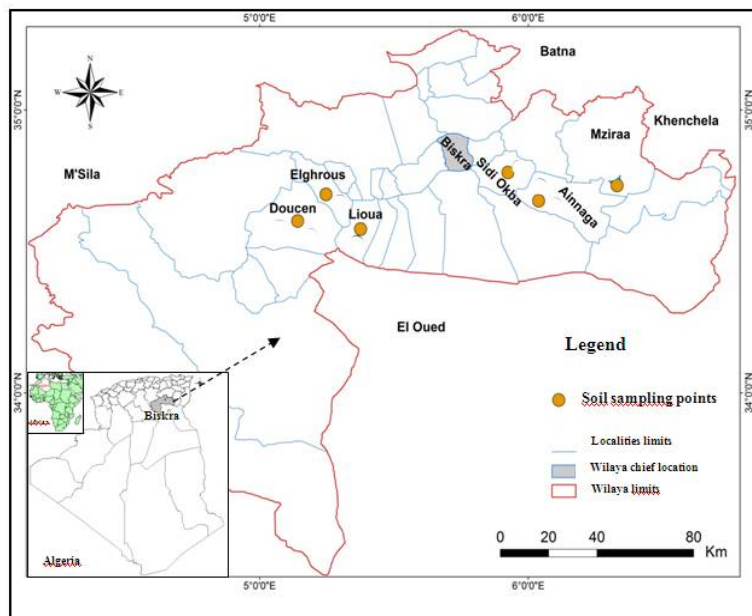 5°0'0"E
6°0'0"E
Batna
N
W E
S
35°0'0"N
35°0'0"N
Mziraa
Khenchela
Biskra
Sidi Okba
M'Sila
Elghrous
Ainnaga
Doucen
Lioua
El Oued
Legend
34°0'0"N
34°0'0"N
Soil sampling points
Biskra
Localities limits
Wilaya chief location
Wilaya limits
Algeria
0 20 40 60 80
Km
5°0'0"E
6°0'0"E